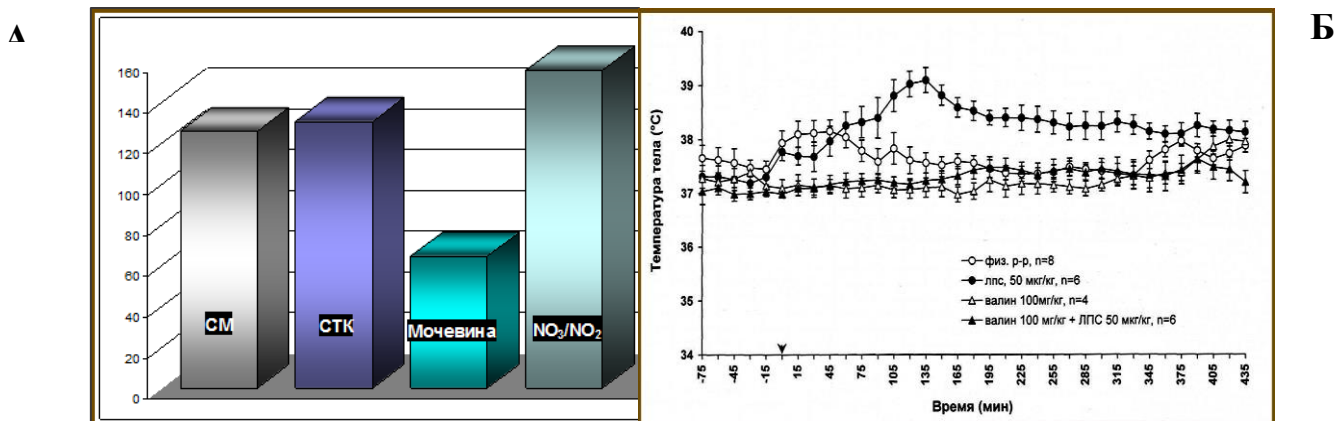 А
Б
160
140
120
100
80
60
40
20
0
СМ
СТК
Мочевина
NO₃/NO₂
Температура тела (°C)
40
39
38
37
36
35
34
физ. р-р, n=8
лпс, 50 мкг/кг, n=6
валин 100мг/кг, n=4
валин 100 мг/кг + ЛПС 50 мкг/кг, n=6
-75
-45
-15
15
45
75
105
135
165
195
225
255
285
315
345
375
405
435
Время (мин)